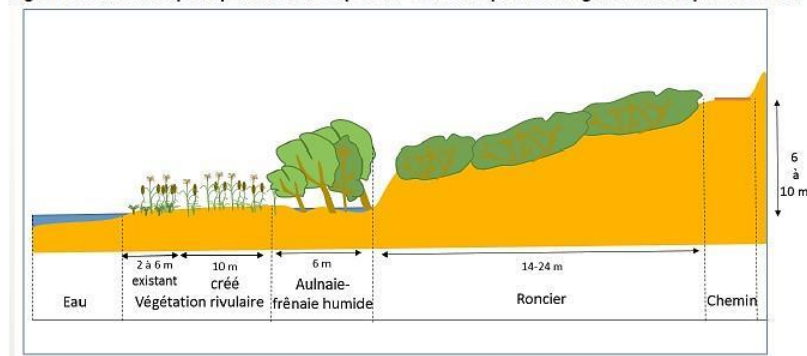 6
à
10 m
2 à 6 m
existant
10 m
créé
6 m
14-24 m
Eau
Végétation rivulaire
Aulnaie-
frênaie humide
Roncier
Chemin